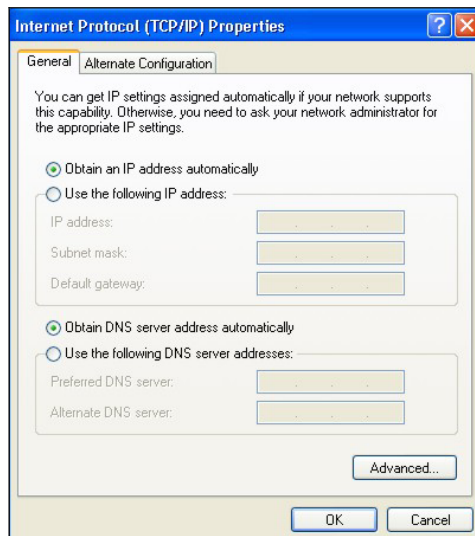 Internet Protocol (TCP/IP) Properties
General
Alternate Configuration
You can get IP settings assigned automatically if your network supports
this capability. Otherwise, you need to ask your network administrator for
the appropriate IP settings.
Obtain an IP address automatically
Use the following IP address:
IP address:
Subnet mask:
Default gateway:
Obtain DNS server address automatically
Use the following DNS server addresses:
Preferred DNS server:
Alternate DNS server:
Advanced...
OK
Cancel